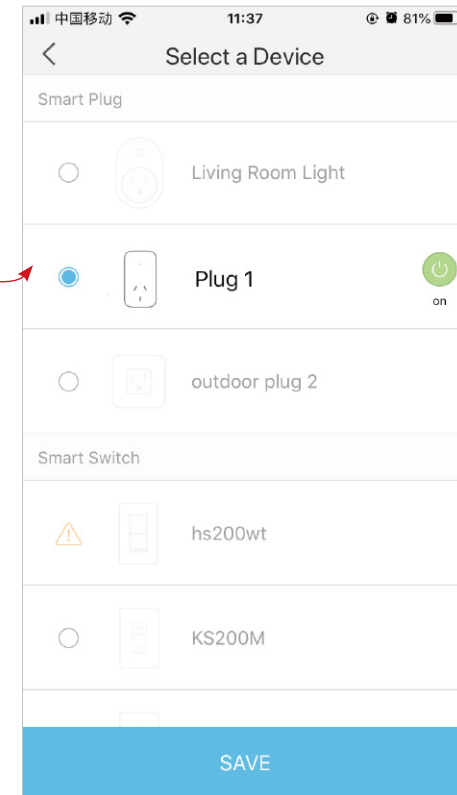 中国移动 11:37 81%
Select a Device
Smart Plug
Living Room Light
Plug 1
on
outdoor plug 2
Smart Switch
hs200wt
KS200M
SAVE